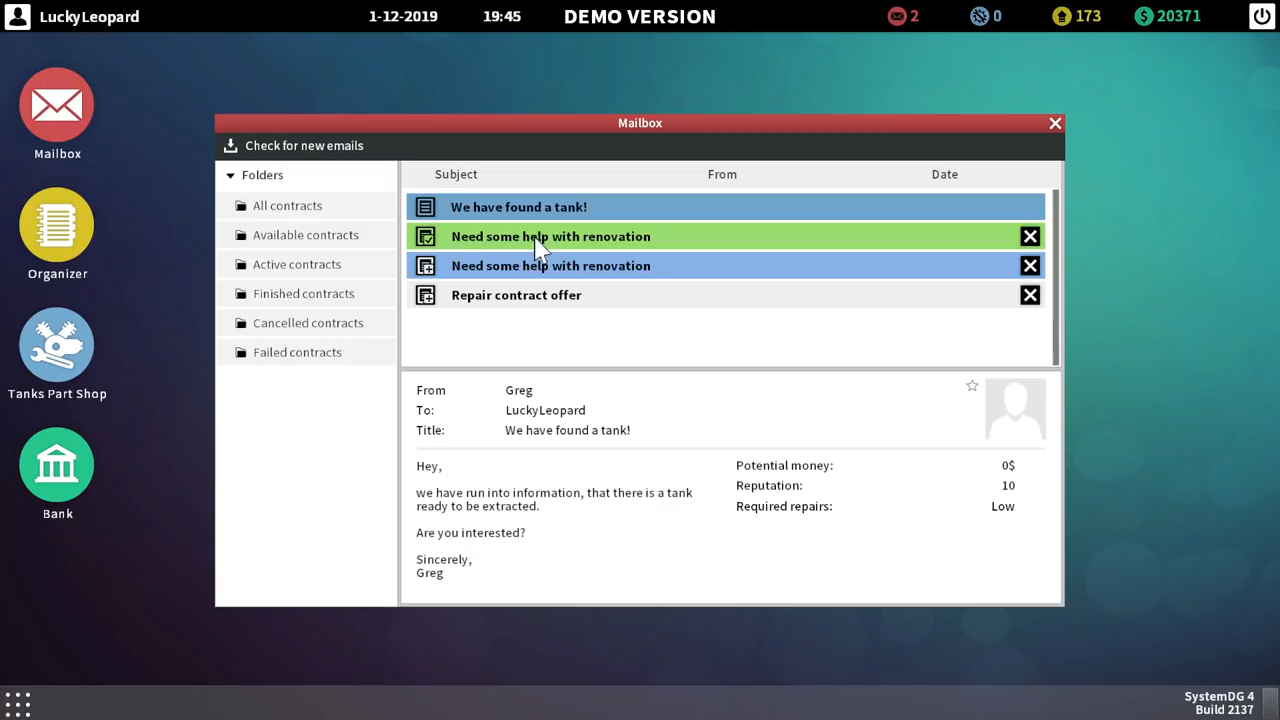 LuckyLeopard 1-12-2019 19:45 DEMO VERSION 2 0 173 $ 20371
Mailbox
Organizer
Tanks Part Shop
Bank
Mailbox
Check for new emails
Folders
All contracts
Available contracts
Active contracts
Finished contracts
Cancelled contracts
Failed contracts
Subject From Date
We have found a tank!
Need some help with renovation
Need some help with renovation
Repair contract offer
From Greg
To: LuckyLeopard
Title: We have found a tank!
Hey,
we have run into information, that there is a tank
ready to be extracted.
Are you interested?
Sincerely,
Greg
Potential money: 0$
Reputation: 10
Required repairs: Low
SystemDG 4
Build 2137